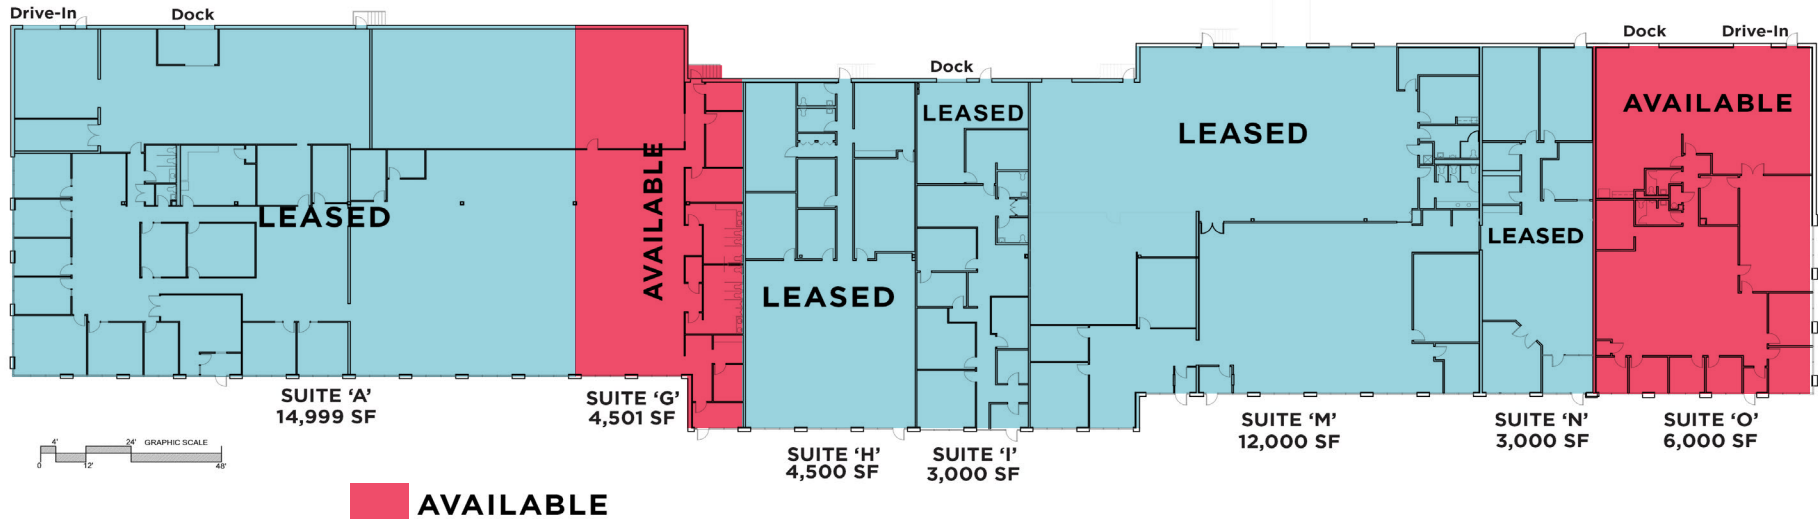 Drive-In
Dock
Dock
Dock
Drive-In
LEASED
AVAILABLE
LEASED
LEASED
LEASED
LEASED
AVAILABLE
SUITE ‘A’
14,999 SF
SUITE ‘G’
4,501 SF
SUITE ‘H’
4,500 SF
SUITE ‘I’
3,000 SF
SUITE ‘M’
12,000 SF
SUITE ‘N’
3,000 SF
SUITE ‘O’
6,000 SF
4'
24'
GRAPHIC SCALE
0
12'
48'
AVAILABLE